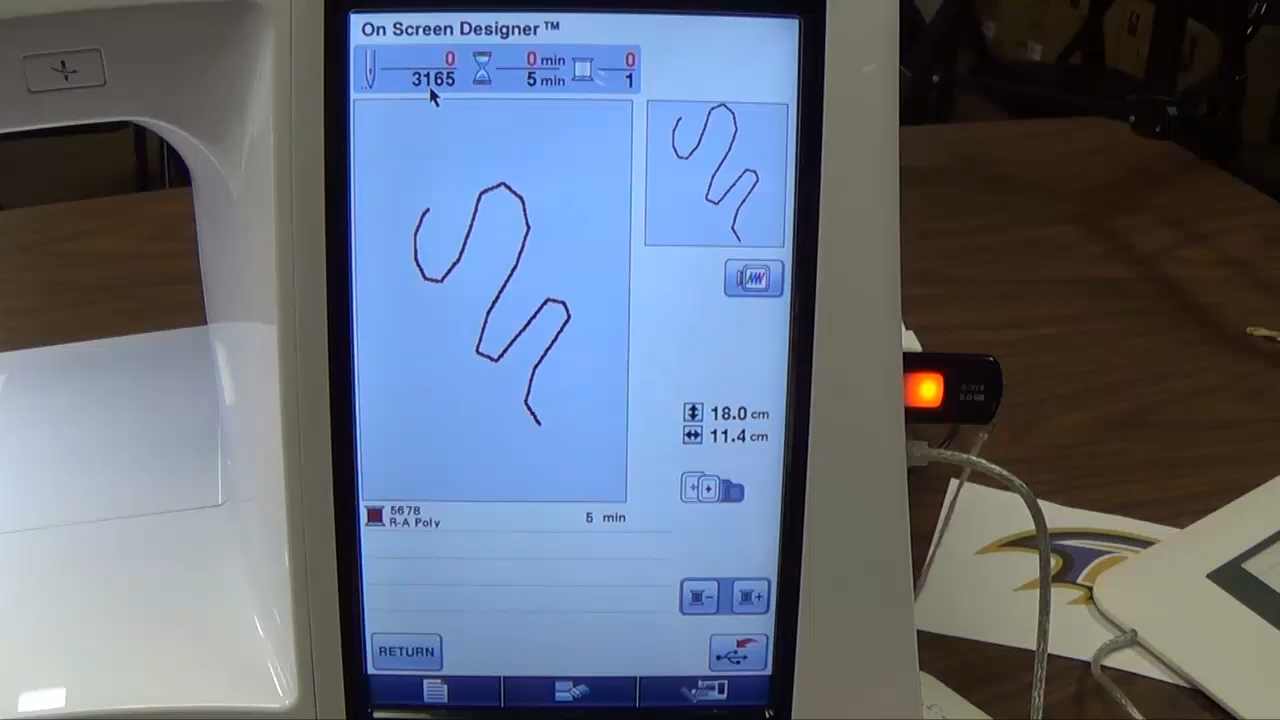 On Screen Designer™
0
3165
0 min
5 min
0
1
18.0 cm
11.4 cm
5678
R-A Poly
5 min
RETURN